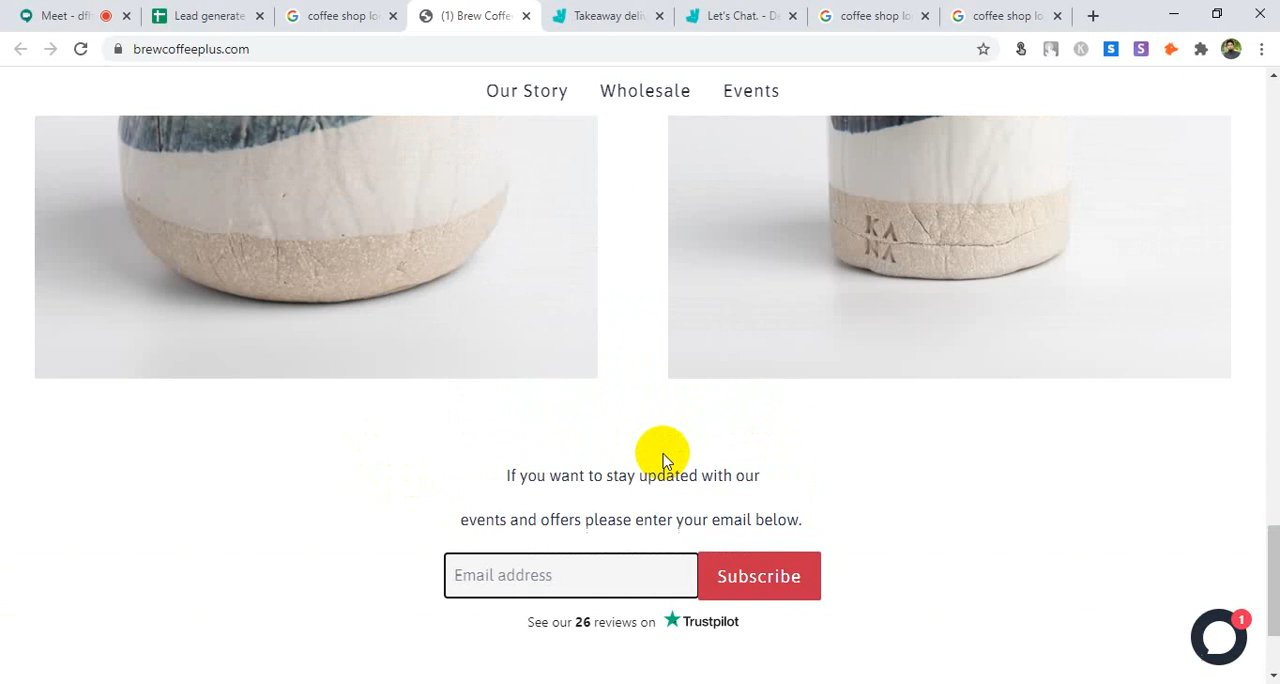 Meet - dft
Lead generate
coffee shop lo
(1) Brew Coffe
Takeaway deli
Let's Chat. - D
coffee shop lo
coffee shop lo
brewcoffeeplus.com
K
S
S
Our Story Wholesale Events
KA
NA
If you want to stay updated with our
events and offers please enter your email below.
Email address Subscribe
See our 26 reviews on Trustpilot
1